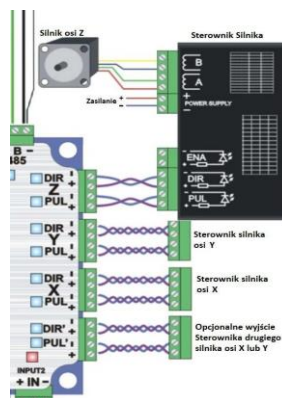 Silnik osi Z
Sterownik Silnika
B
A
+
POWER SUPPLY
-
Zasilanie + -
B -
485
ENA
DIR
PUL
DIR + -
Z
PUL + -
DIR + -
Y
PUL + -
Sterownik silnika
osi Y
DIR + -
X
PUL + -
Sterownik silnika
osi X
DIR' + -
PUL' + -
Opcjonalne wyjście
Sterownika drugiego
silnika osi X lub Y
INPUT2
+ IN -